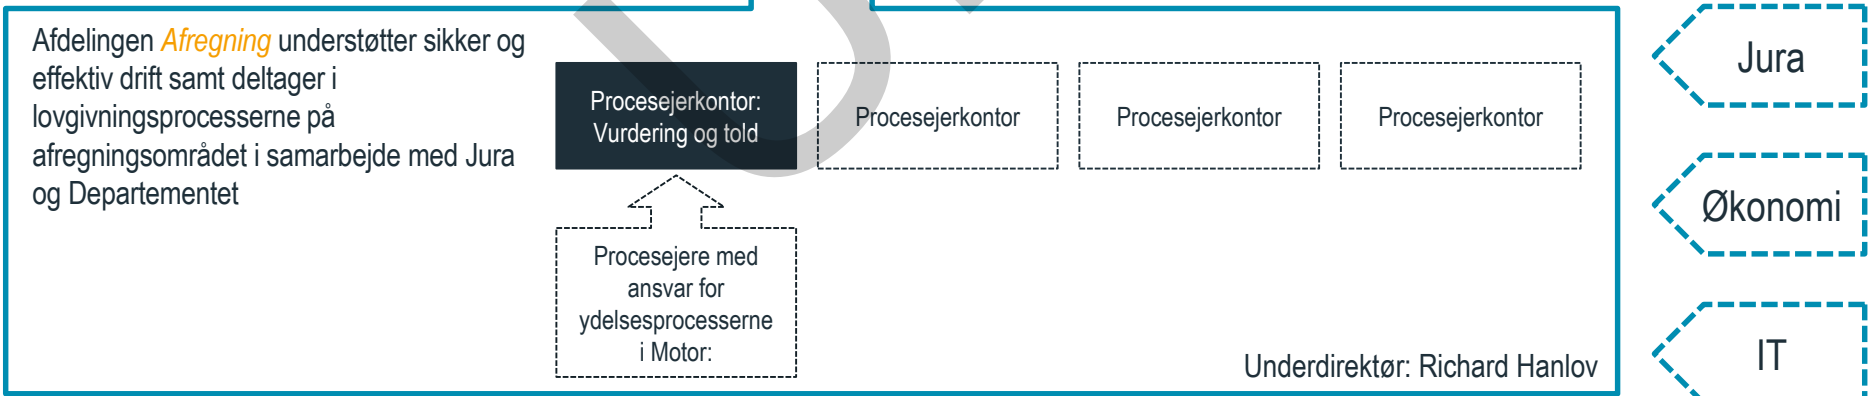 Afdelingen Afregning understøtter sikker og
effektiv drift samt deltager i
lovgivningsprocesserne på
afregningsområdet i samarbejde med Jura
og Departementet
Procesejerkontor:
Vurdering og told
Procesejerkontor
Procesejerkontor
Procesejerkontor
Procesejere med
ansvar for
ydelsesprocesserne
i Motor:
Underdirektør: Richard Hanlov
Jura
Økonomi
IT